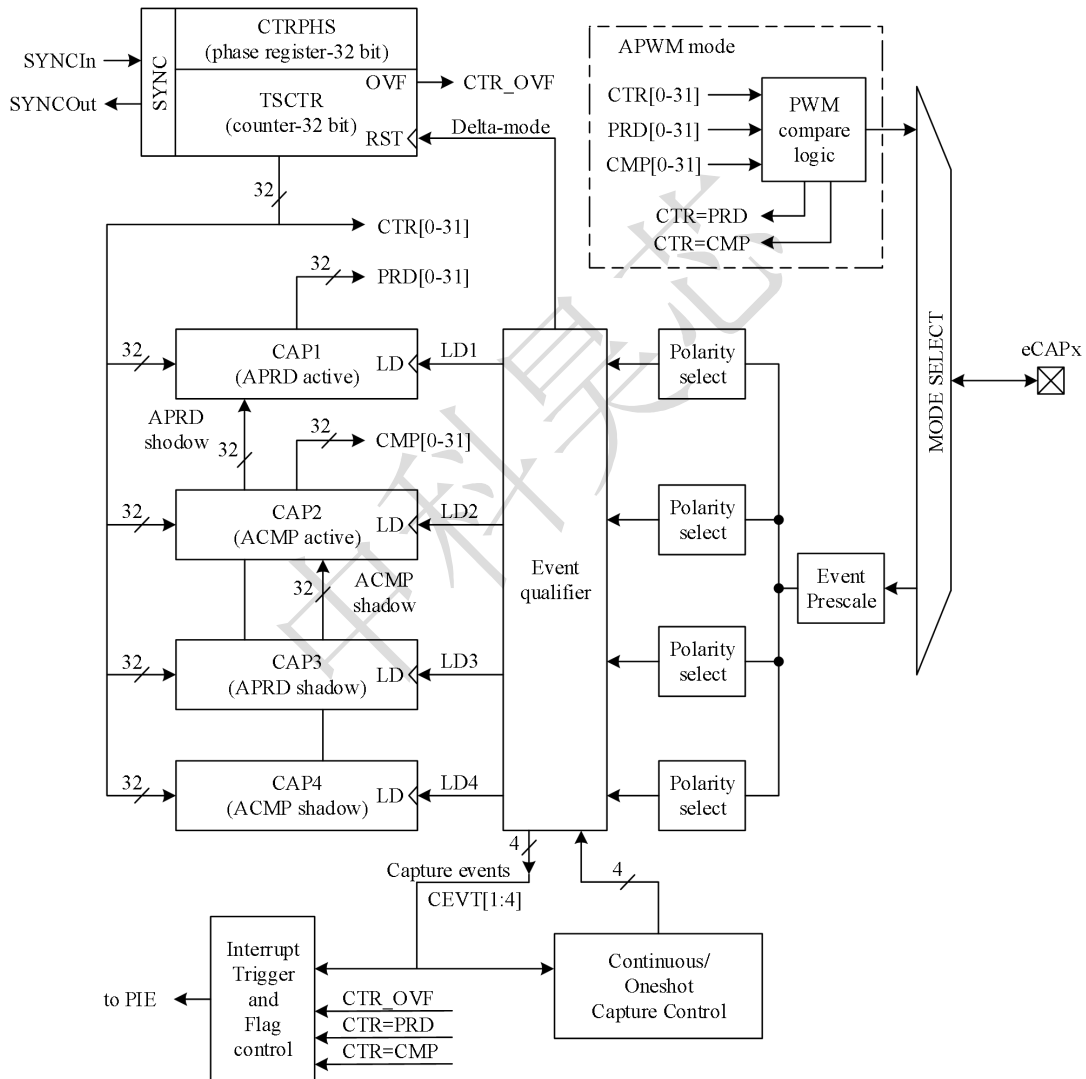 CTRPHS
(phase register-32 bit)
SYNCIn
SYNC
OVF
CTR_OVF
SYNCOut
TSCTR
(counter-32 bit)
RST
Delta-mode
APWM mode
CTR[0-31]
PRD[0-31]
CMP[0-31]
PWM
compare
logic
CTR=PRD
CTR=CMP
32
CTR[0-31]
32
PRD[0-31]
32
CAP1
(APRD active)
LD
LD1
Polarity
select
MODE SELECT
eCAPx
APRD
shodow
32
32
CMP[0-31]
32
CAP2
(ACMP active)
LD
LD2
Polarity
select
32
ACMP
shadow
Event
qualifier
Event
Prescale
32
CAP3
(APRD shadow)
LD
LD3
Polarity
select
32
CAP4
(ACMP shadow)
LD
LD4
Polarity
select
4
Capture events
CEVT[1:4]
4
Interrupt
Trigger
and
Flag
control
to PIE
CTR_OVF
CTR=PRD
CTR=CMP
Continuous/
Oneshot
Capture Control
中科昊芯